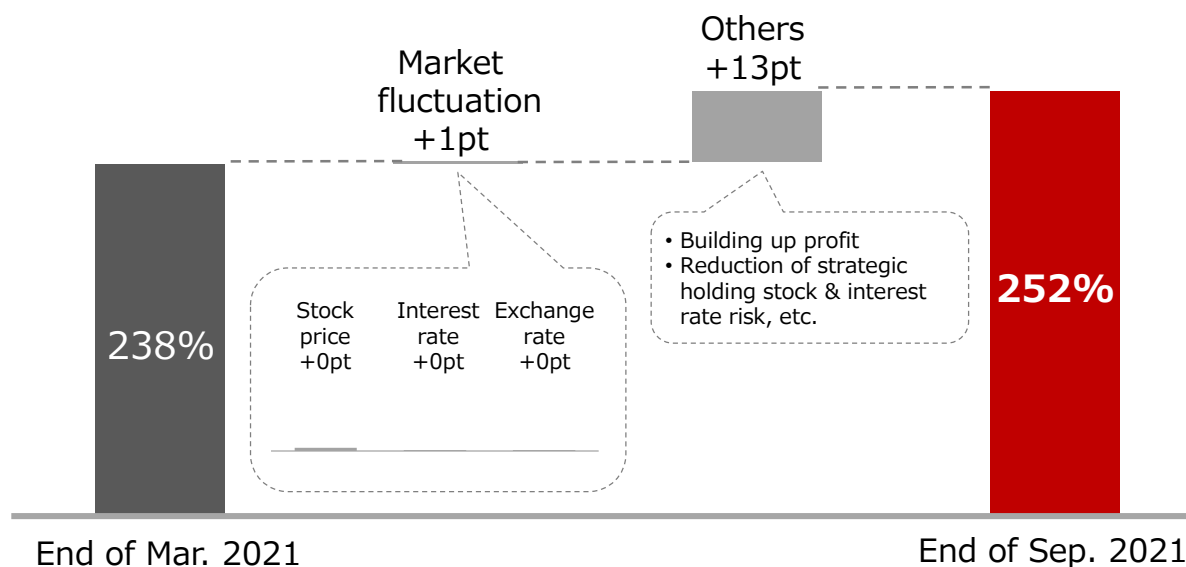 Others
+13pt
Market
fluctuation
+1pt
• Building up profit
• Reduction of strategic
holding stock & interest
rate risk, etc.
252%
238%
Stock
price
+0pt
Interest
rate
+0pt
Exchange
rate
+0pt
End of Mar. 2021
End of Sep. 2021